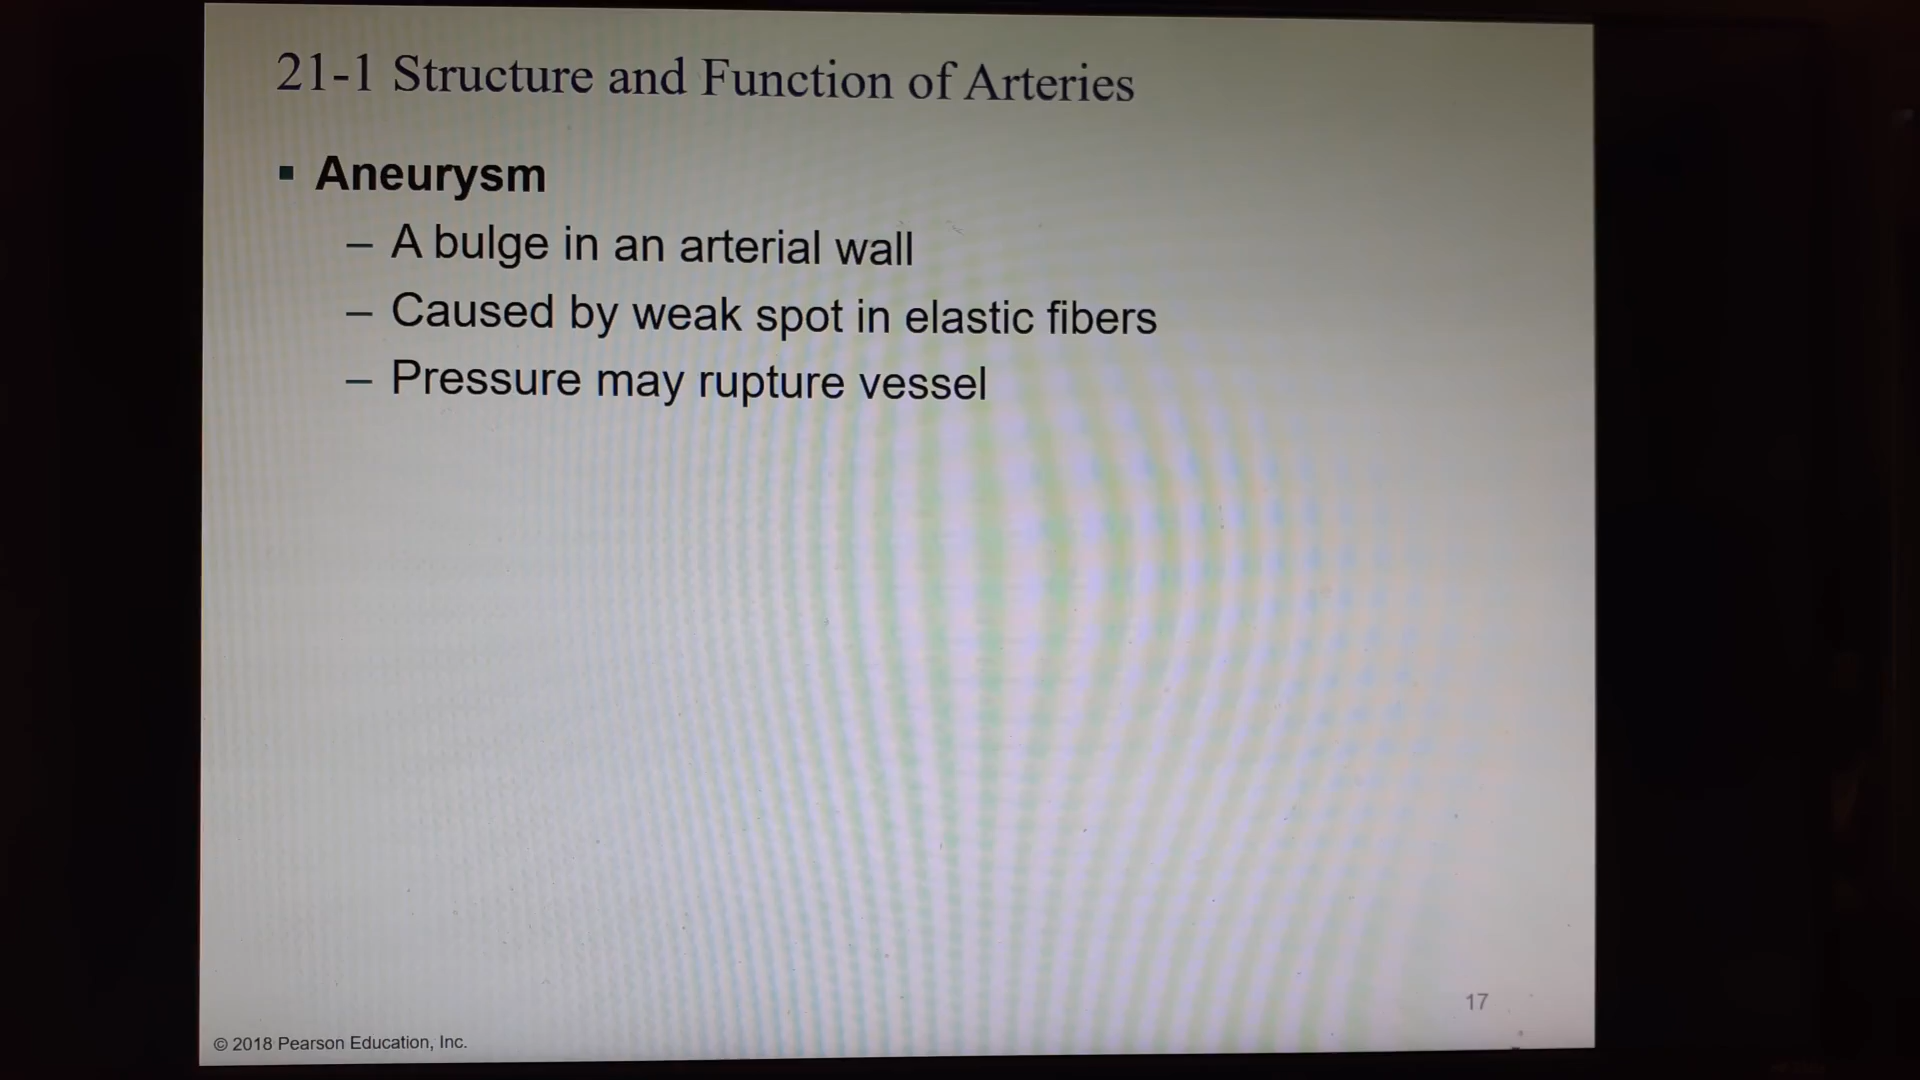 21-1 Structure and Function of Arteries
▪ Aneurysm
– A bulge in an arterial wall
– Caused by weak spot in elastic fibers
– Pressure may rupture vessel
17
© 2018 Pearson Education, Inc.